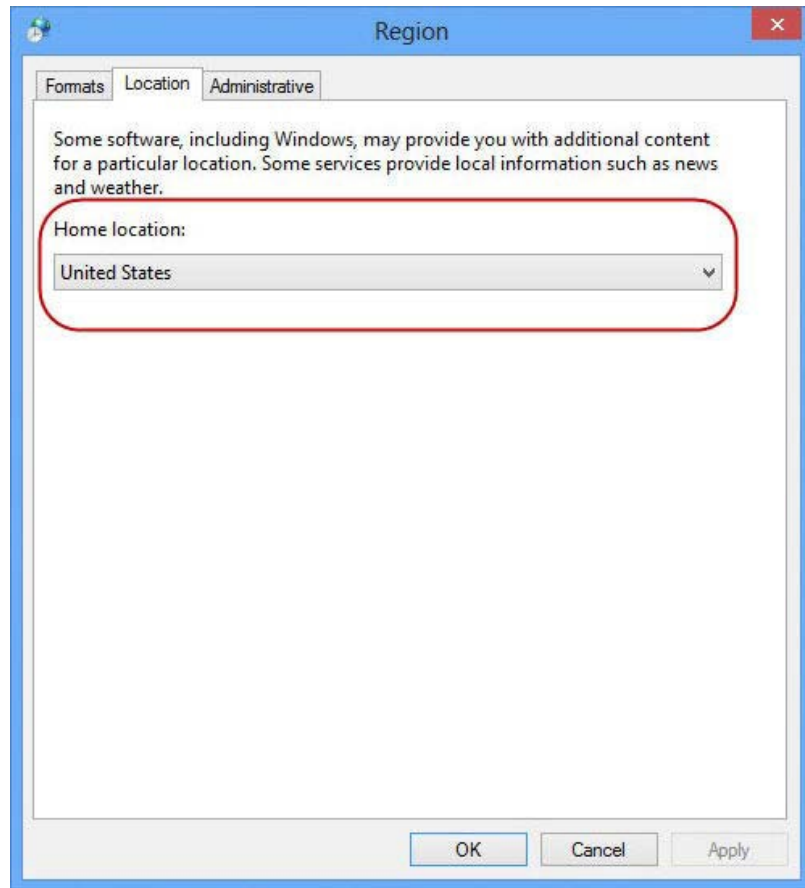 Region
Formats
Location
Administrative
Some software, including Windows, may provide you with additional content
for a particular location. Some services provide local information such as news
and weather.
Home location:
United States
OK
Cancel
Apply